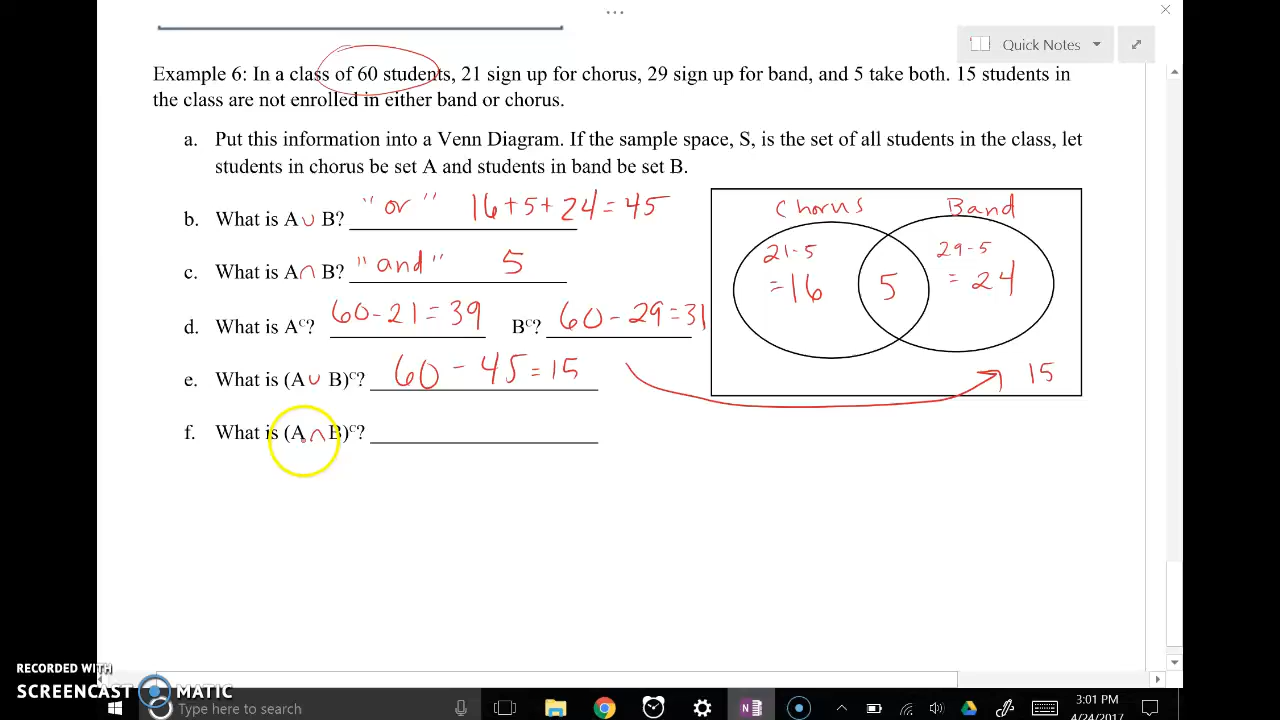 Quick Notes
Example 6: In a class of 60 students, 21 sign up for chorus, 29 sign up for band, and 5 take both. 15 students in
the class are not enrolled in either band or chorus.
a. Put this information into a Venn Diagram. If the sample space, S, is the set of all students in the class, let
students in chorus be set A and students in band be set B.
b. What is A ∪ B? "or" 16+5+24=45
c. What is A ∩ B? "and" 5
d. What is Aᶜ? 60-21=39 Bᶜ? 60-29=31
e. What is (A ∪ B)ᶜ? 60-45=15
f. What is (A ∩ B)ᶜ?
Chorus Band
21-5 29-5
=16 5 =24
15
RECORDED WITH
SCREENCAST MATIC
Type here to search
3:01 PM
4/24/2017